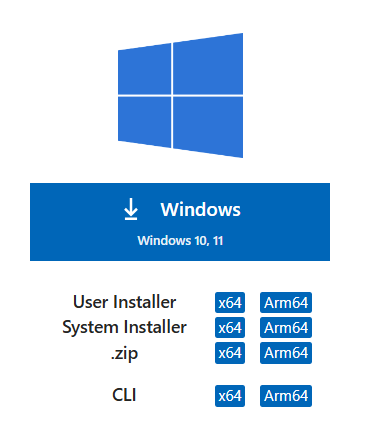 Windows
Windows 10, 11
User Installer x64 Arm64
System Installer x64 Arm64
.zip x64 Arm64
CLI x64 Arm64